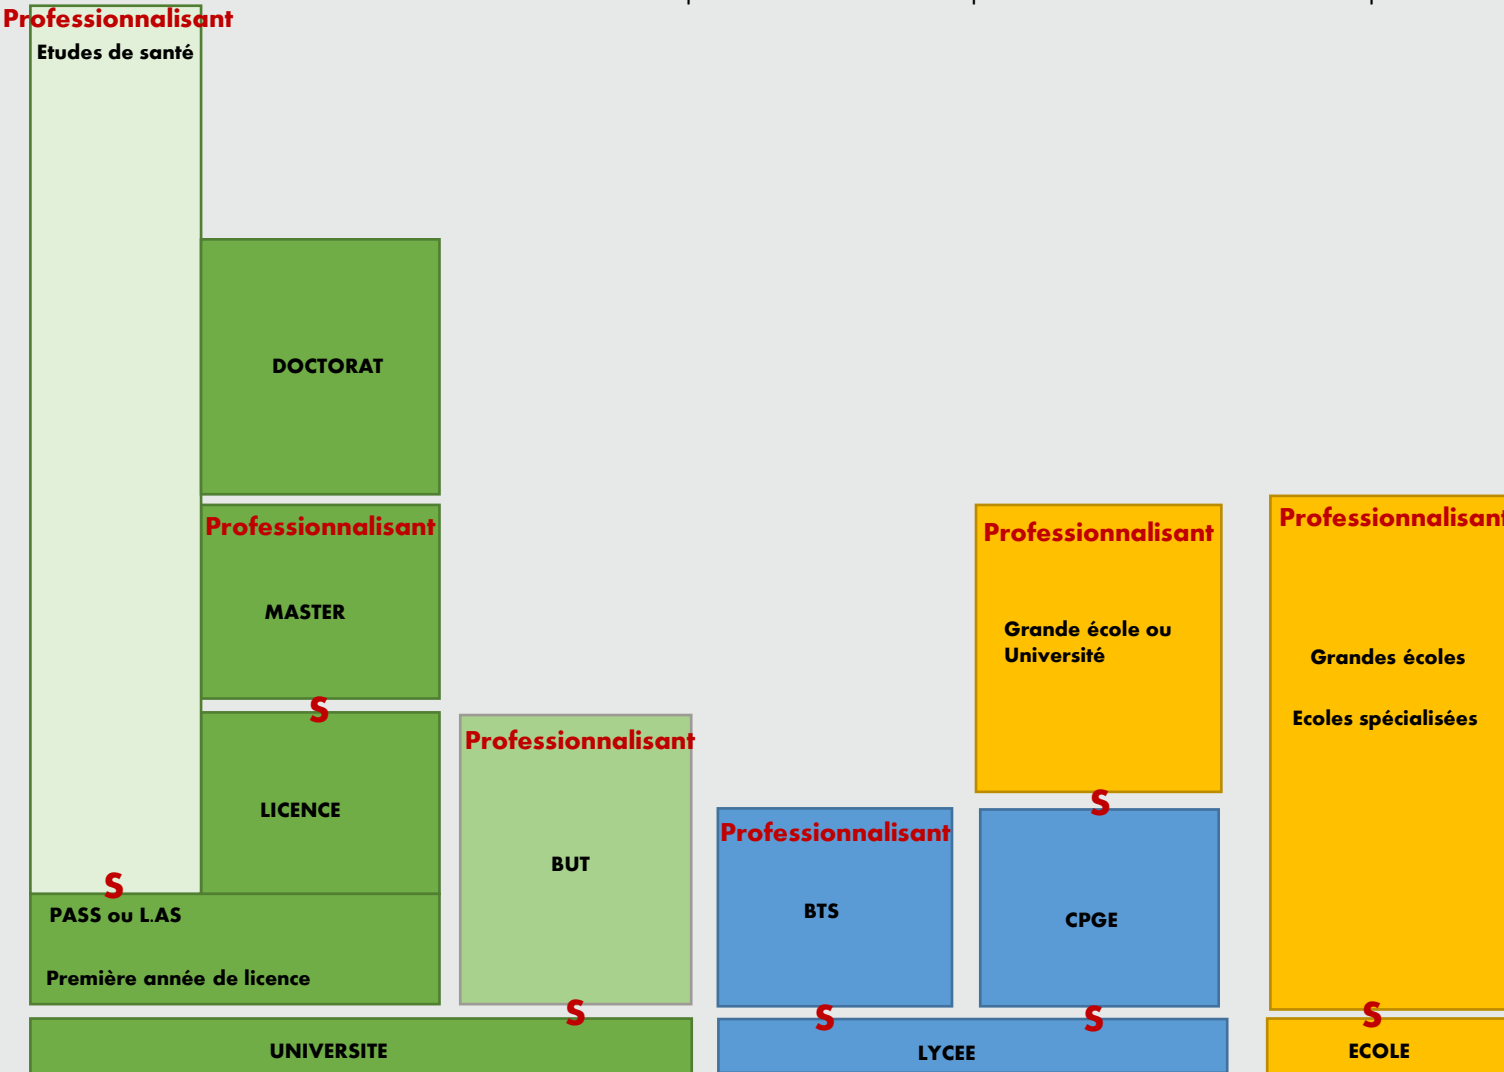 Professionnalisant
Etudes de santé
DOCTORAT
Professionnalisant
MASTER
S
LICENCE
S
PASS ou L.AS
Première année de licence
Professionnalisant
BUT
S
UNIVERSITE
Professionnalisant
BTS
S
Professionnalisant
Grande école ou
Université
S
CPGE
S
LYCEE
Professionnalisant
Grandes écoles
Ecoles spécialisées
S
ECOLE